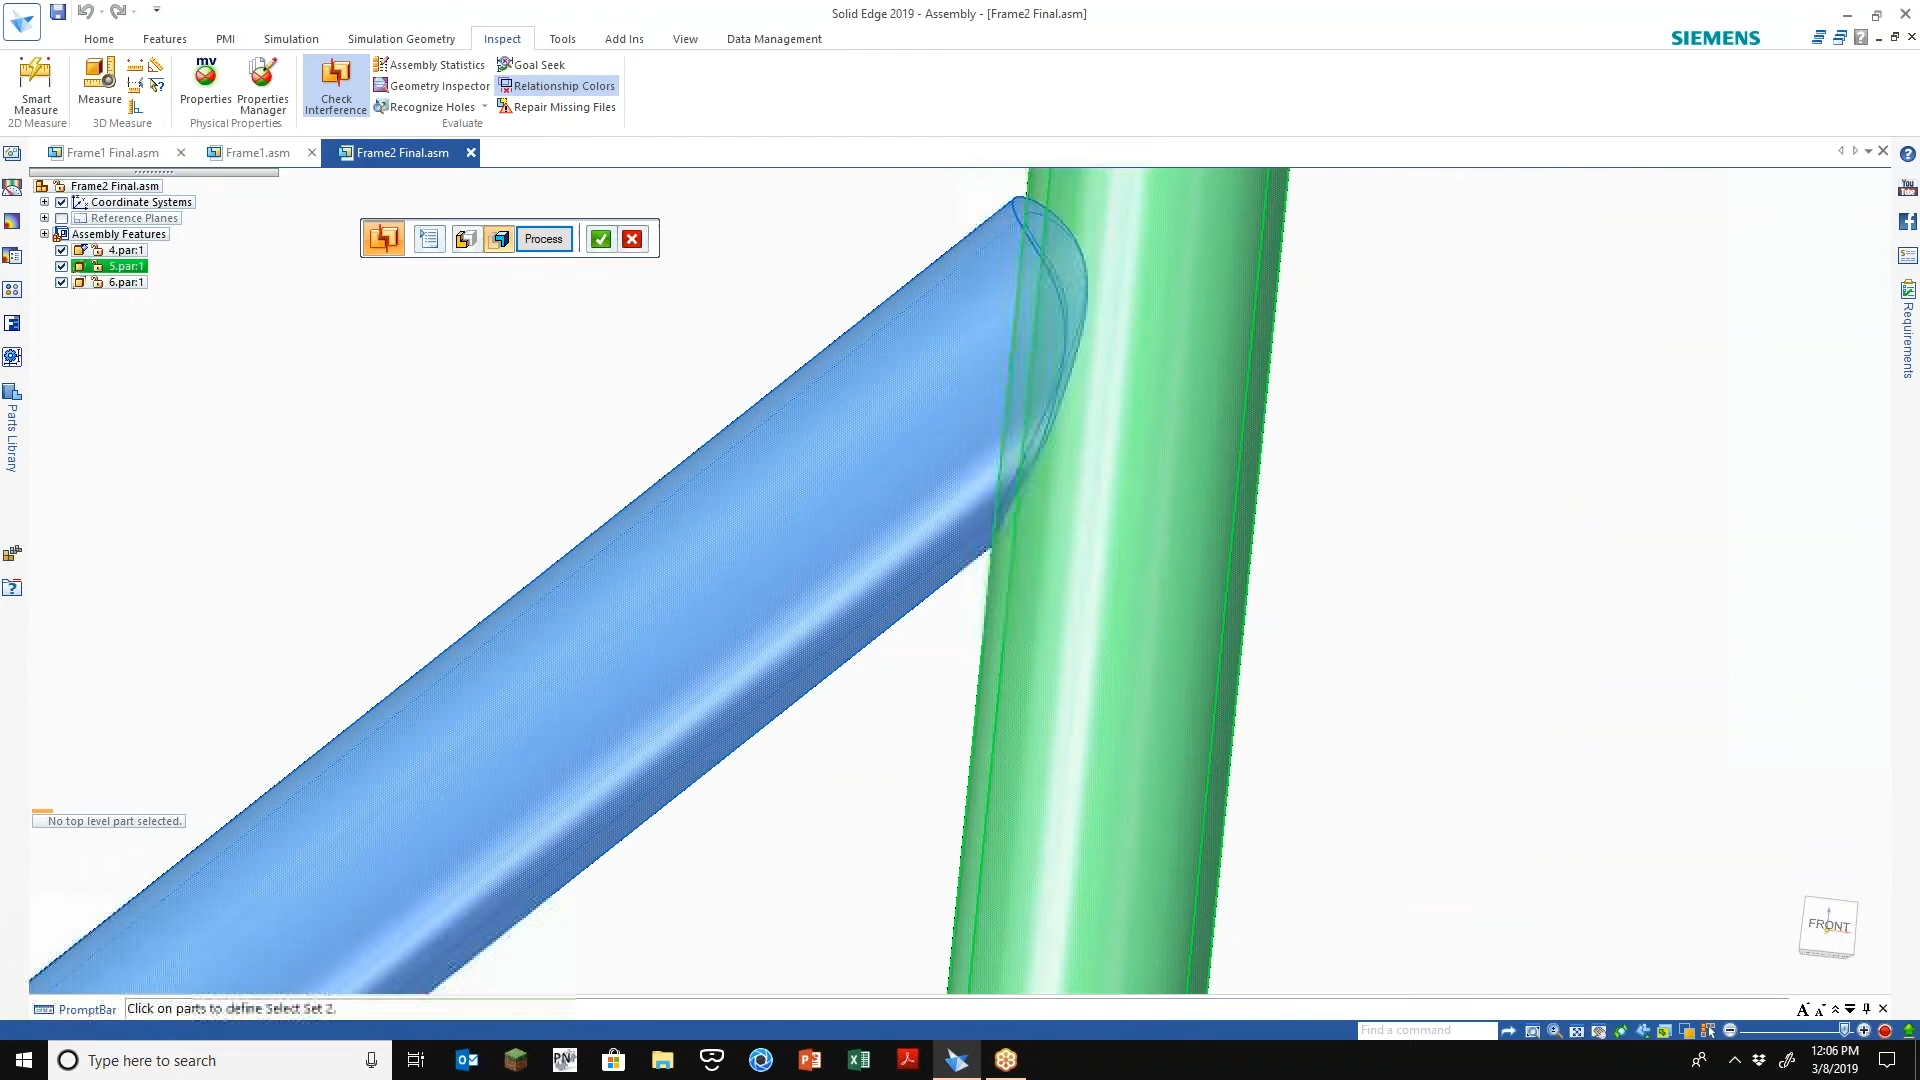 Solid Edge 2019 - Assembly - [Frame2 Final.asm]
Home Features PMI Simulation Simulation Geometry Inspect Tools Add Ins View Data Management
SIEMENS
Smart Measure
2D Measure
Measure
3D Measure
mv
Properties
Properties Manager
Physical Properties
Check Interference
Assembly Statistics
Geometry Inspector
Recognize Holes
Goal Seek
Relationship Colors
Repair Missing Files
Evaluate
Frame1 Final.asm
Frame1.asm
Frame2 Final.asm
Frame2 Final.asm
Coordinate Systems
Reference Planes
Assembly Features
4.par:1
5.par:1
6.par:1
Process
Parts Library
Requirements
You Tube
No top level part selected.
FRONT
PromptBar
Click on parts to define Select Set 2.
Find a command
Type here to search
PN
12:06 PM
3/8/2019